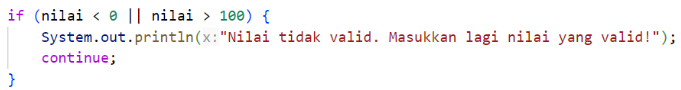 if (nilai < 0 || nilai > 100) {
    System.out.println(x:"Nilai tidak valid. Masukkan lagi nilai yang valid!");
    continue;
}